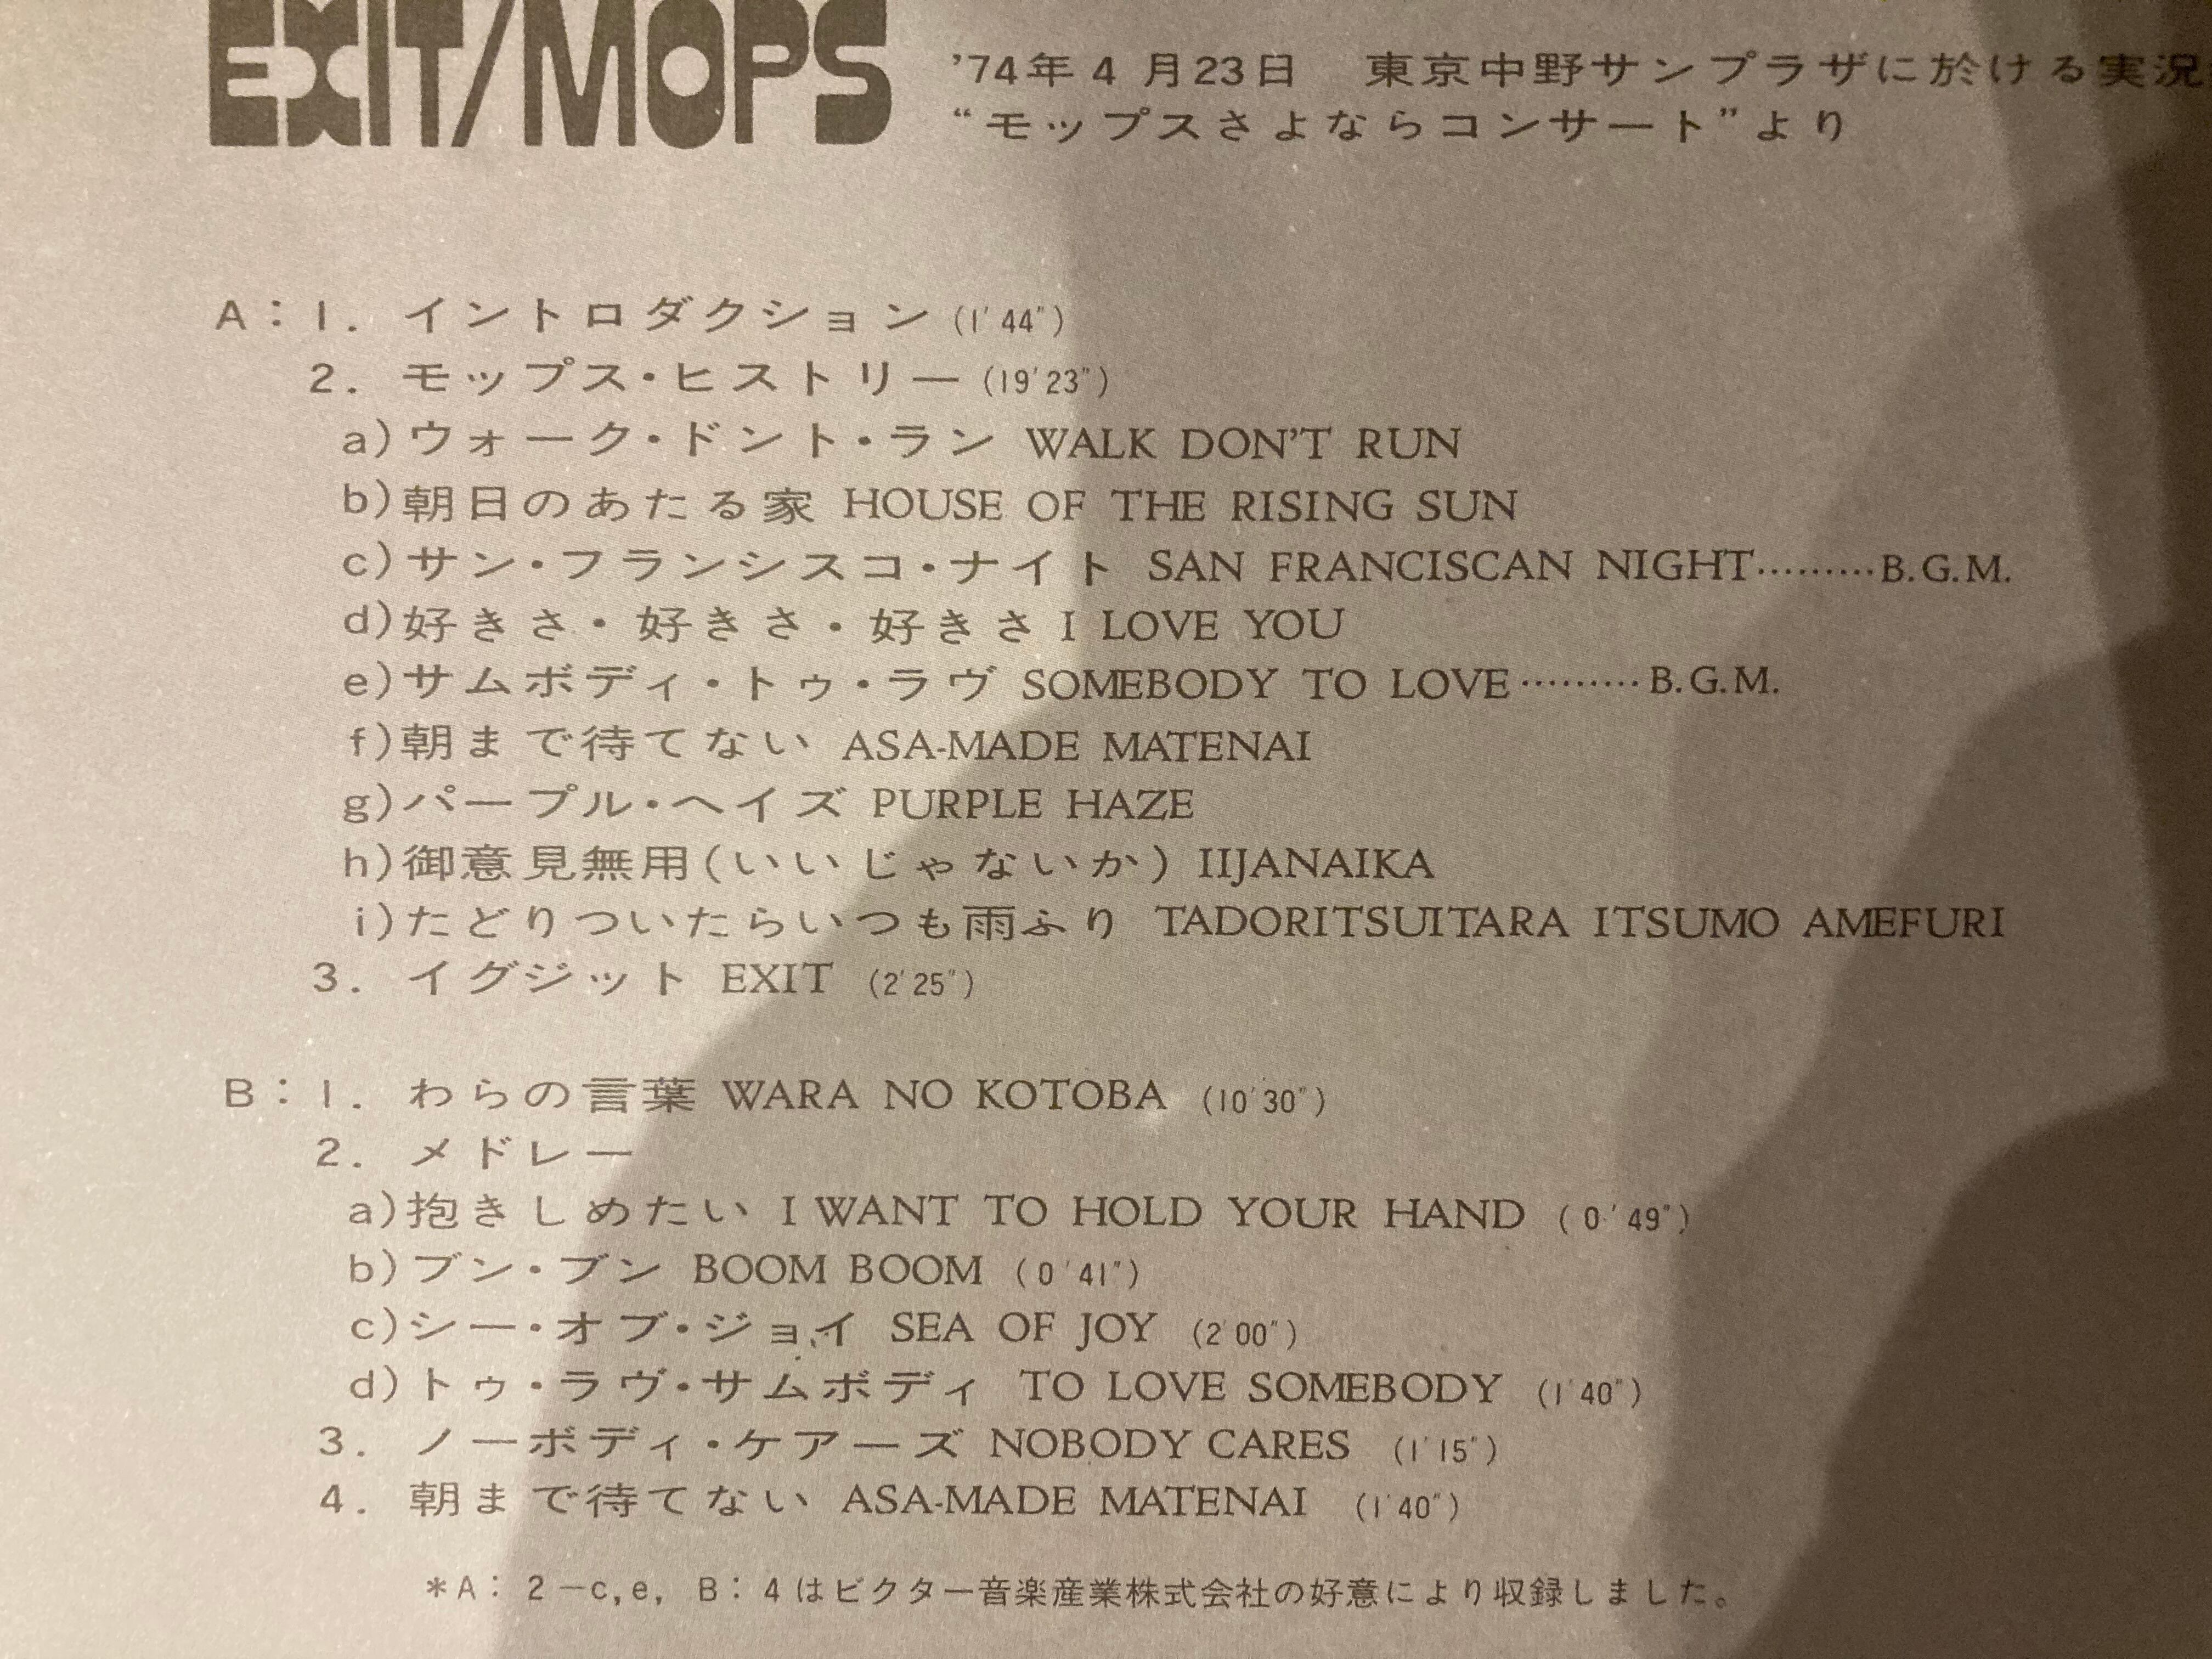 EXIT/MOPS
'74年4月23日 東京中野サンプラザに於ける実況
“モップスさよならコンサート”より
A：1. イントロダクション (1'44")
2. モップス・ヒストリー (19'23")
a)ウォーク・ドント・ラン WALK DON'T RUN
b)朝日のあたる家 HOUSE OF THE RISING SUN
c)サン・フランシスコ・ナイト SAN FRANCISCAN NIGHT………B.G.M.
d)好きさ・好きさ・好きさ I LOVE YOU
e)サムボディ・トゥ・ラヴ SOMEBODY TO LOVE………B.G.M.
f)朝まで待てない ASA-MADE MATENAI
g)パープル・ヘイズ PURPLE HAZE
h)御意見無用(いいじゃないか) IIJANAIKA
i)たどりついたらいつも雨ふり TADORITSUITARA ITSUMO AMEFURI
3. イグジット EXIT (2'25")
B：1. わらの言葉 WARA NO KOTOBA (10'30")
2. メドレー
a)抱きしめたい I WANT TO HOLD YOUR HAND (0'49")
b)ブン・ブン BOOM BOOM (0'41")
c)シー・オブ・ジョイ SEA OF JOY (2'00")
d)トゥ・ラヴ・サムボディ TO LOVE SOMEBODY (1'40")
3. ノーボディ・ケアーズ NOBODY CARES (1'15")
4. 朝まで待てない ASA-MADE MATENAI (1'40")
*A：2－c,e, B：4はビクター音楽産業株式会社の好意により収録しました。